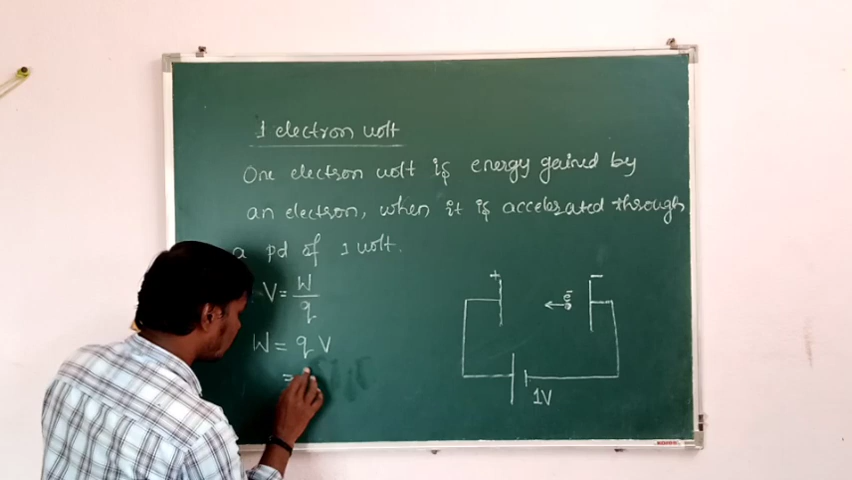 1 electron volt
One electron volt is energy gained by
an electron, when it is accelerated through
a pd of 1 volt.
V = W/q
W = qV
=
+ −
e⁻
1V